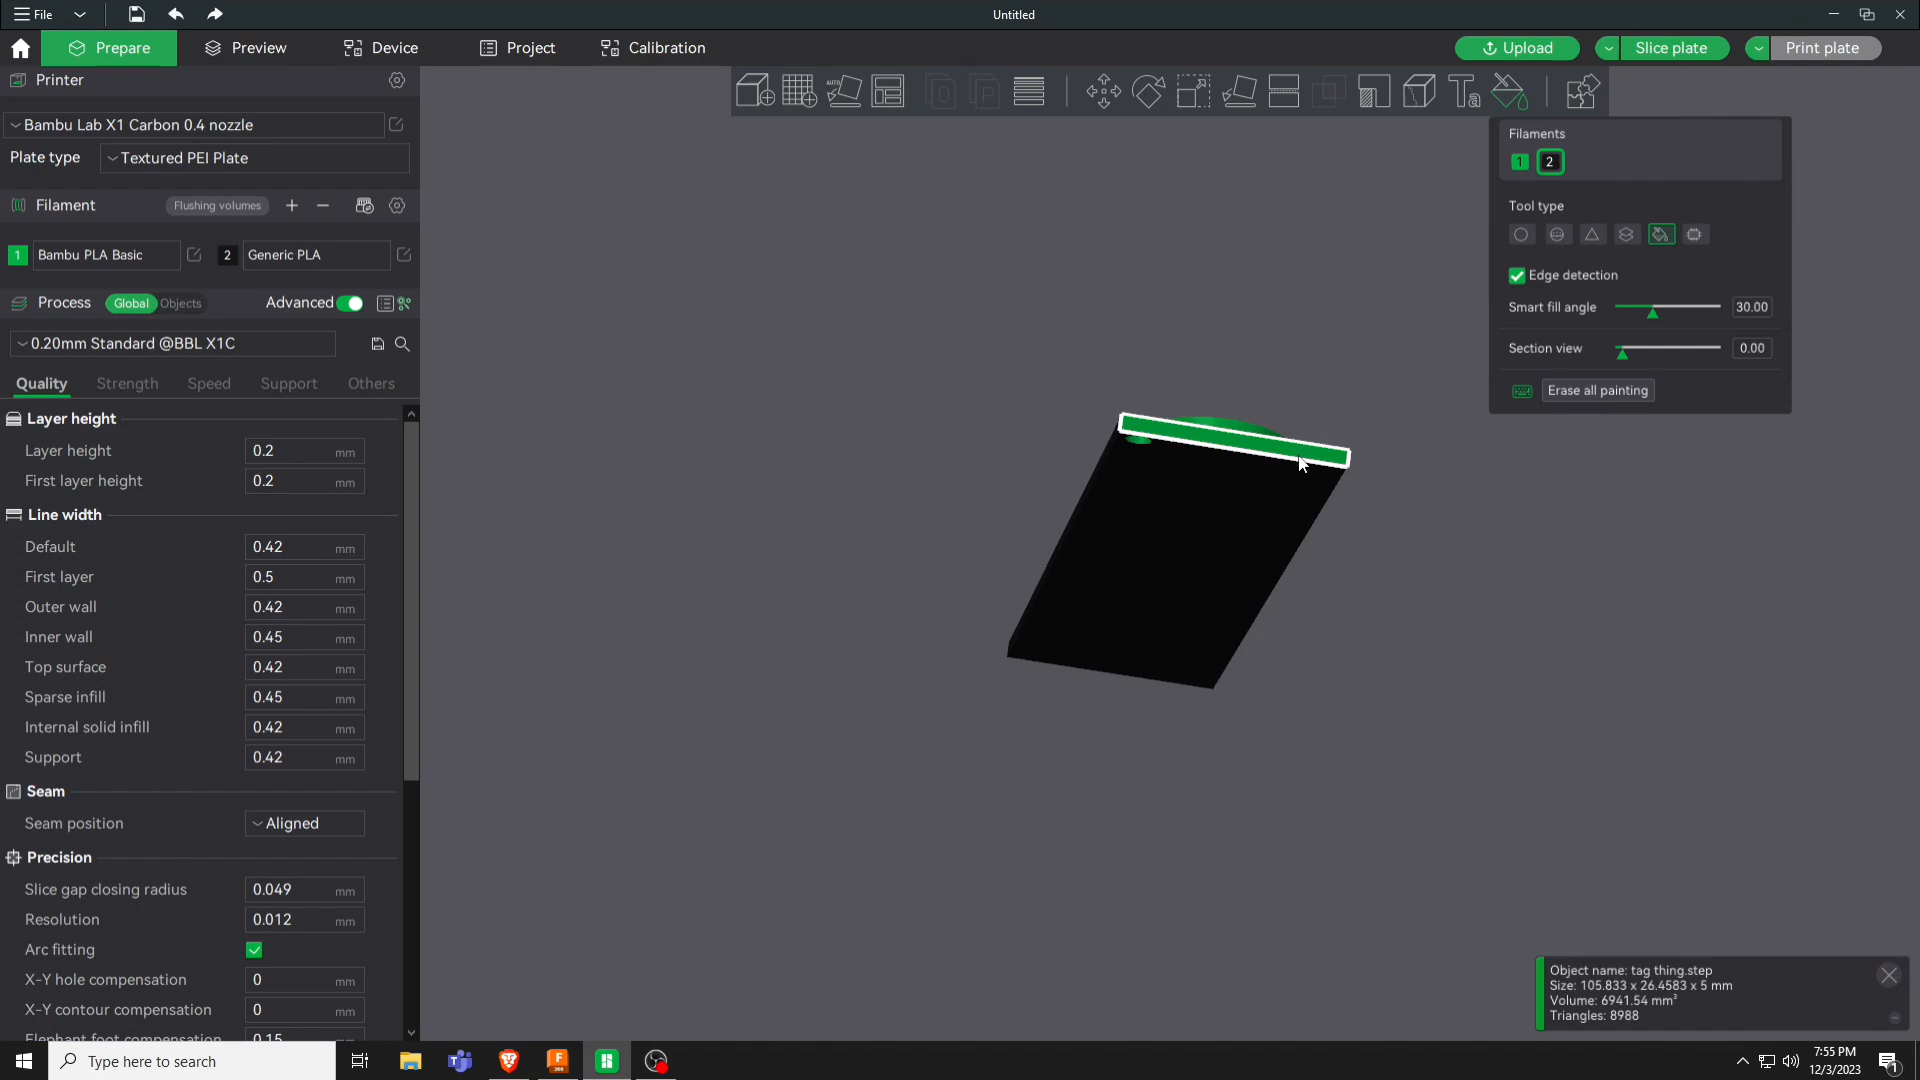 File
Untitled
Prepare
Preview
Device
Project
Calibration
Upload
Slice plate
Print plate
Printer
Bambu Lab X1 Carbon 0.4 nozzle
Plate type
Textured PEI Plate
Filament
Flushing volumes
1
Bambu PLA Basic
2
Generic PLA
Process
Global
Objects
Advanced
0.20mm Standard @BBL X1C
Quality
Strength
Speed
Support
Others
Layer height
Layer height
0.2 mm
First layer height
0.2 mm
Line width
Default
0.42 mm
First layer
0.5 mm
Outer wall
0.42 mm
Inner wall
0.45 mm
Top surface
0.42 mm
Sparse infill
0.45 mm
Internal solid infill
0.42 mm
Support
0.42 mm
Seam
Seam position
Aligned
Precision
Slice gap closing radius
0.049 mm
Resolution
0.012 mm
Arc fitting
X-Y hole compensation
0 mm
X-Y contour compensation
0 mm
Elephant foot compensation
0.15
AUTO
0
P
Ta
Filaments
1
2
Tool type
Edge detection
Smart fill angle
30.00
Section view
0.00
Erase all painting
Object name: tag thing.step
Size: 105.833 x 26.4583 x 5 mm
Volume: 6941.54 mm³
Triangles: 8988
Type here to search
7:55 PM
12/3/2023
1